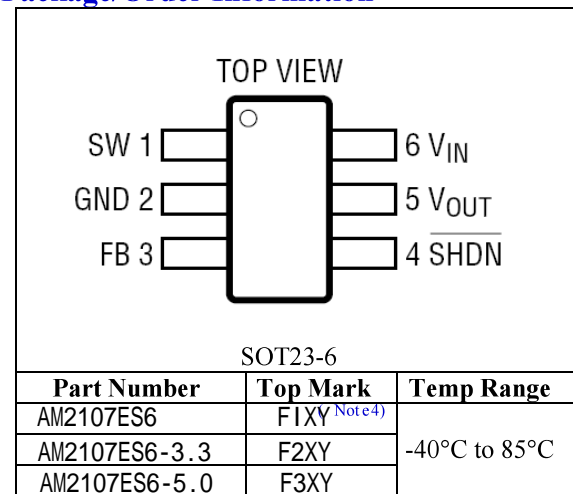 Package/Order Information
TOP VIEW
SW 1
6 VIN
GND 2
5 VOUT
FB 3
4 SHDN
SOT23-6
Part Number Top Mark Temp Range
AM2107ES6 FIXY( Note4)
AM2107ES6-3.3 F2XY -40°C to 85°C
AM2107ES6-5.0 F3XY